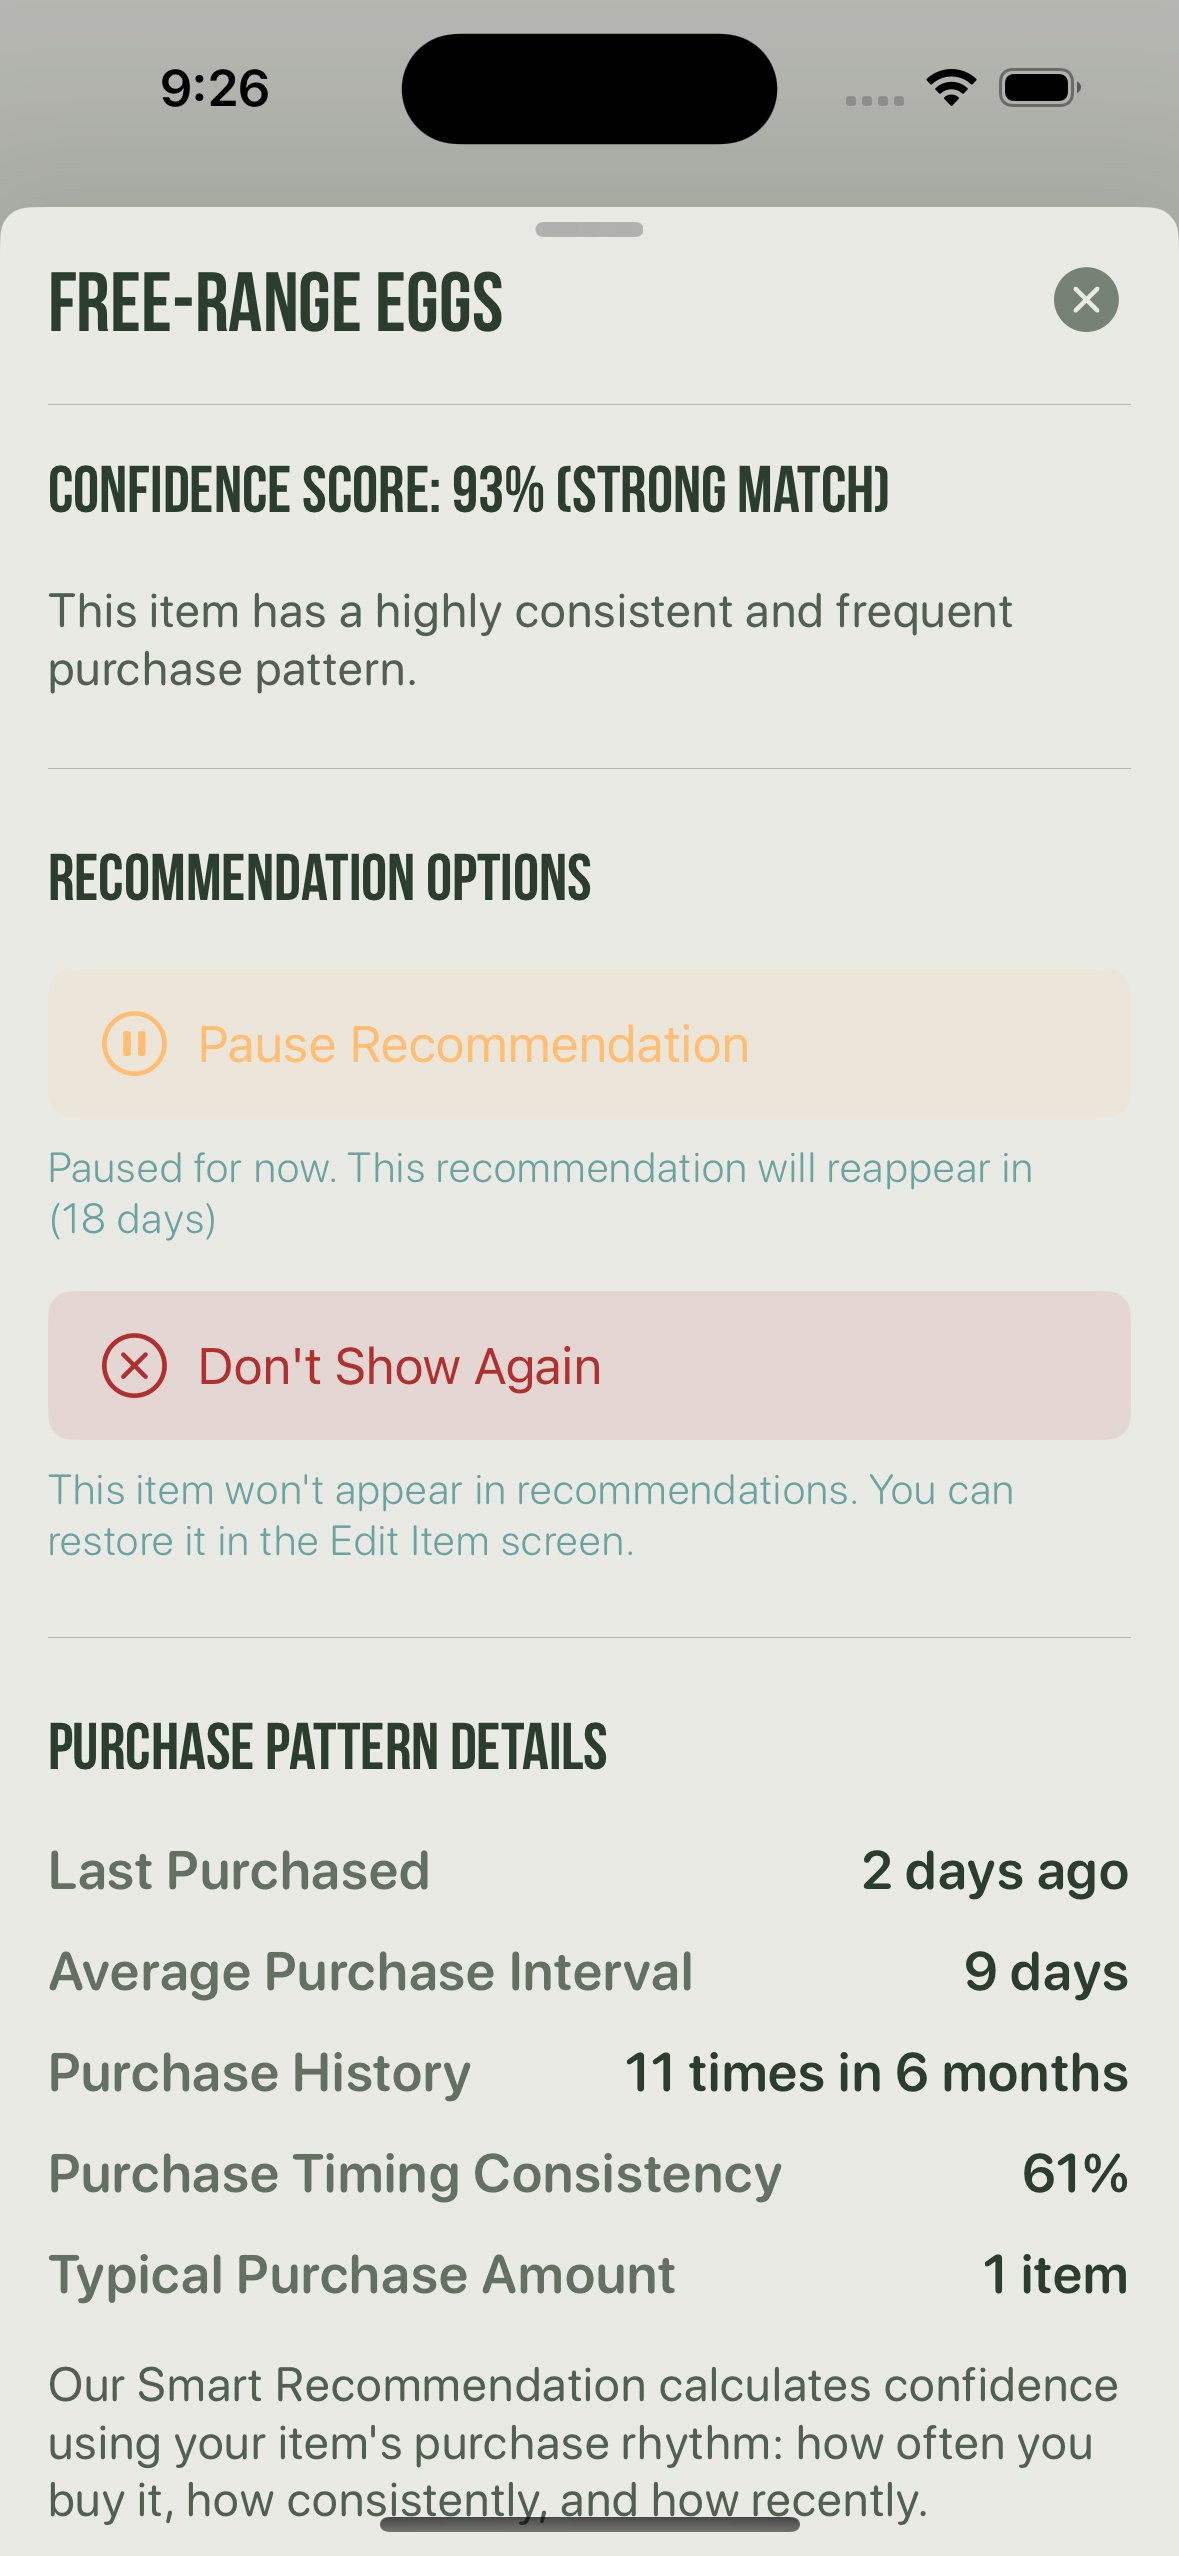 9:26
FREE-RANGE EGGS
CONFIDENCE SCORE: 93% (STRONG MATCH)
This item has a highly consistent and frequent
purchase pattern.
RECOMMENDATION OPTIONS
Pause Recommendation
Paused for now. This recommendation will reappear in
(18 days)
Don't Show Again
This item won't appear in recommendations. You can
restore it in the Edit Item screen.
PURCHASE PATTERN DETAILS
Last Purchased 2 days ago
Average Purchase Interval 9 days
Purchase History 11 times in 6 months
Purchase Timing Consistency 61%
Typical Purchase Amount 1 item
Our Smart Recommendation calculates confidence
using your item's purchase rhythm: how often you
buy it, how consistently, and how recently.